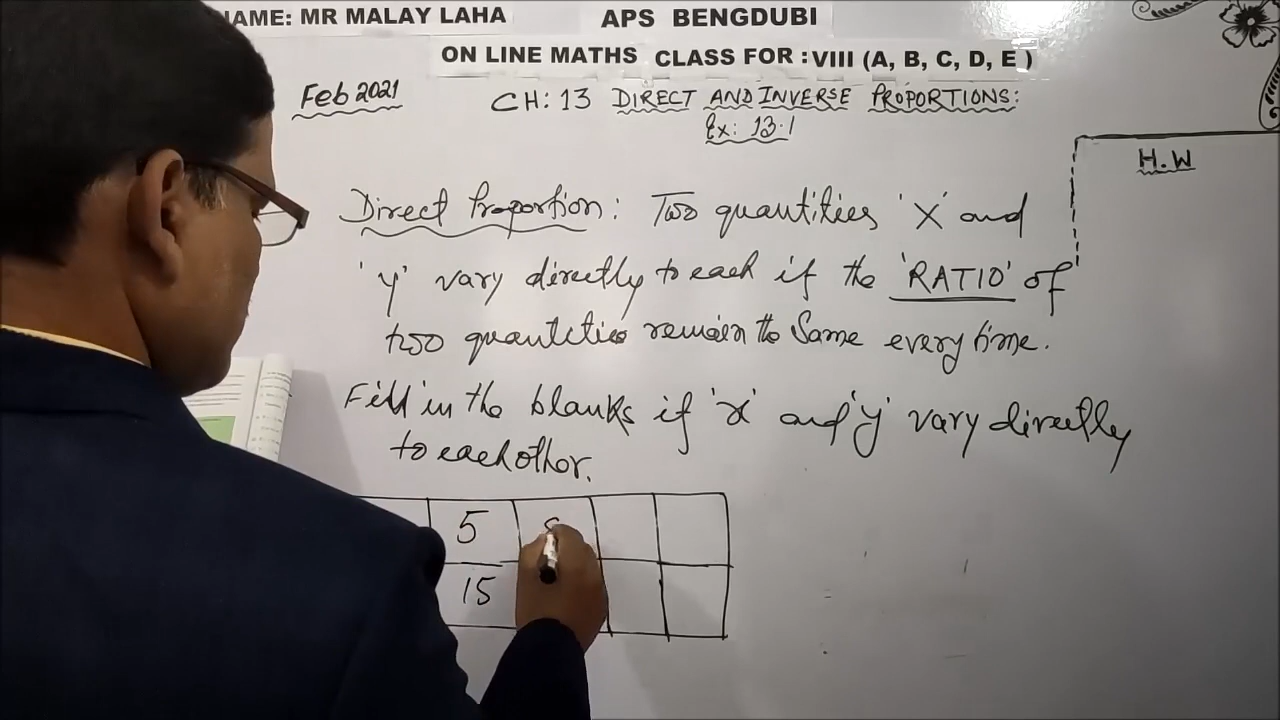 NAME: MR MALAY LAHA APS BENGDUBI
ON LINE MATHS CLASS FOR : VIII (A, B, C, D, E )
Feb 2021 CH: 13 DIRECT AND INVERSE PROPORTIONS:
Ex: 13.1
H.W
Direct Proportion: Two quantities 'X' and
'y' vary directly to each if the 'RATIO' of
two quantities remain the Same every time.
Fill in the blanks if 'x' and 'y' vary directly
to each other.
5
15